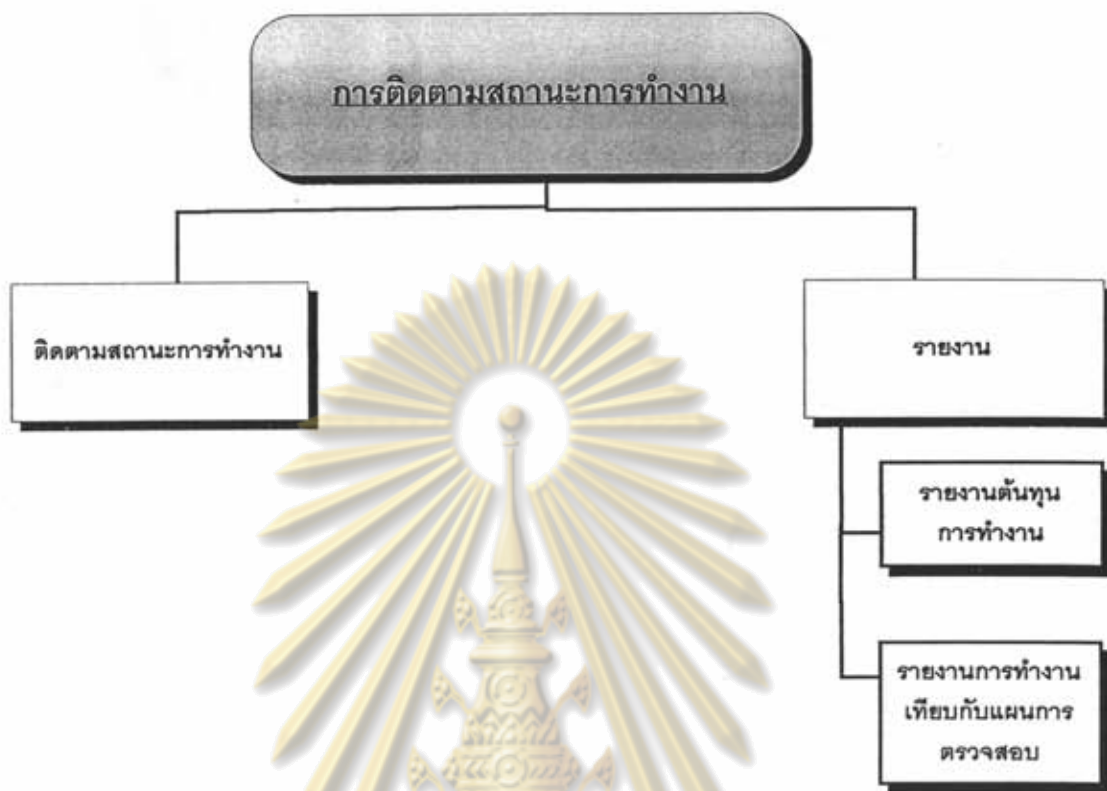 การติดตามสถานะการทำงาน
ติดตามสถานะการทำงาน
รายงาน
รายงานต้นทุน
การทำงาน
รายงานการทำงาน
เทียบกับแผนการ
ตรวจสอบ